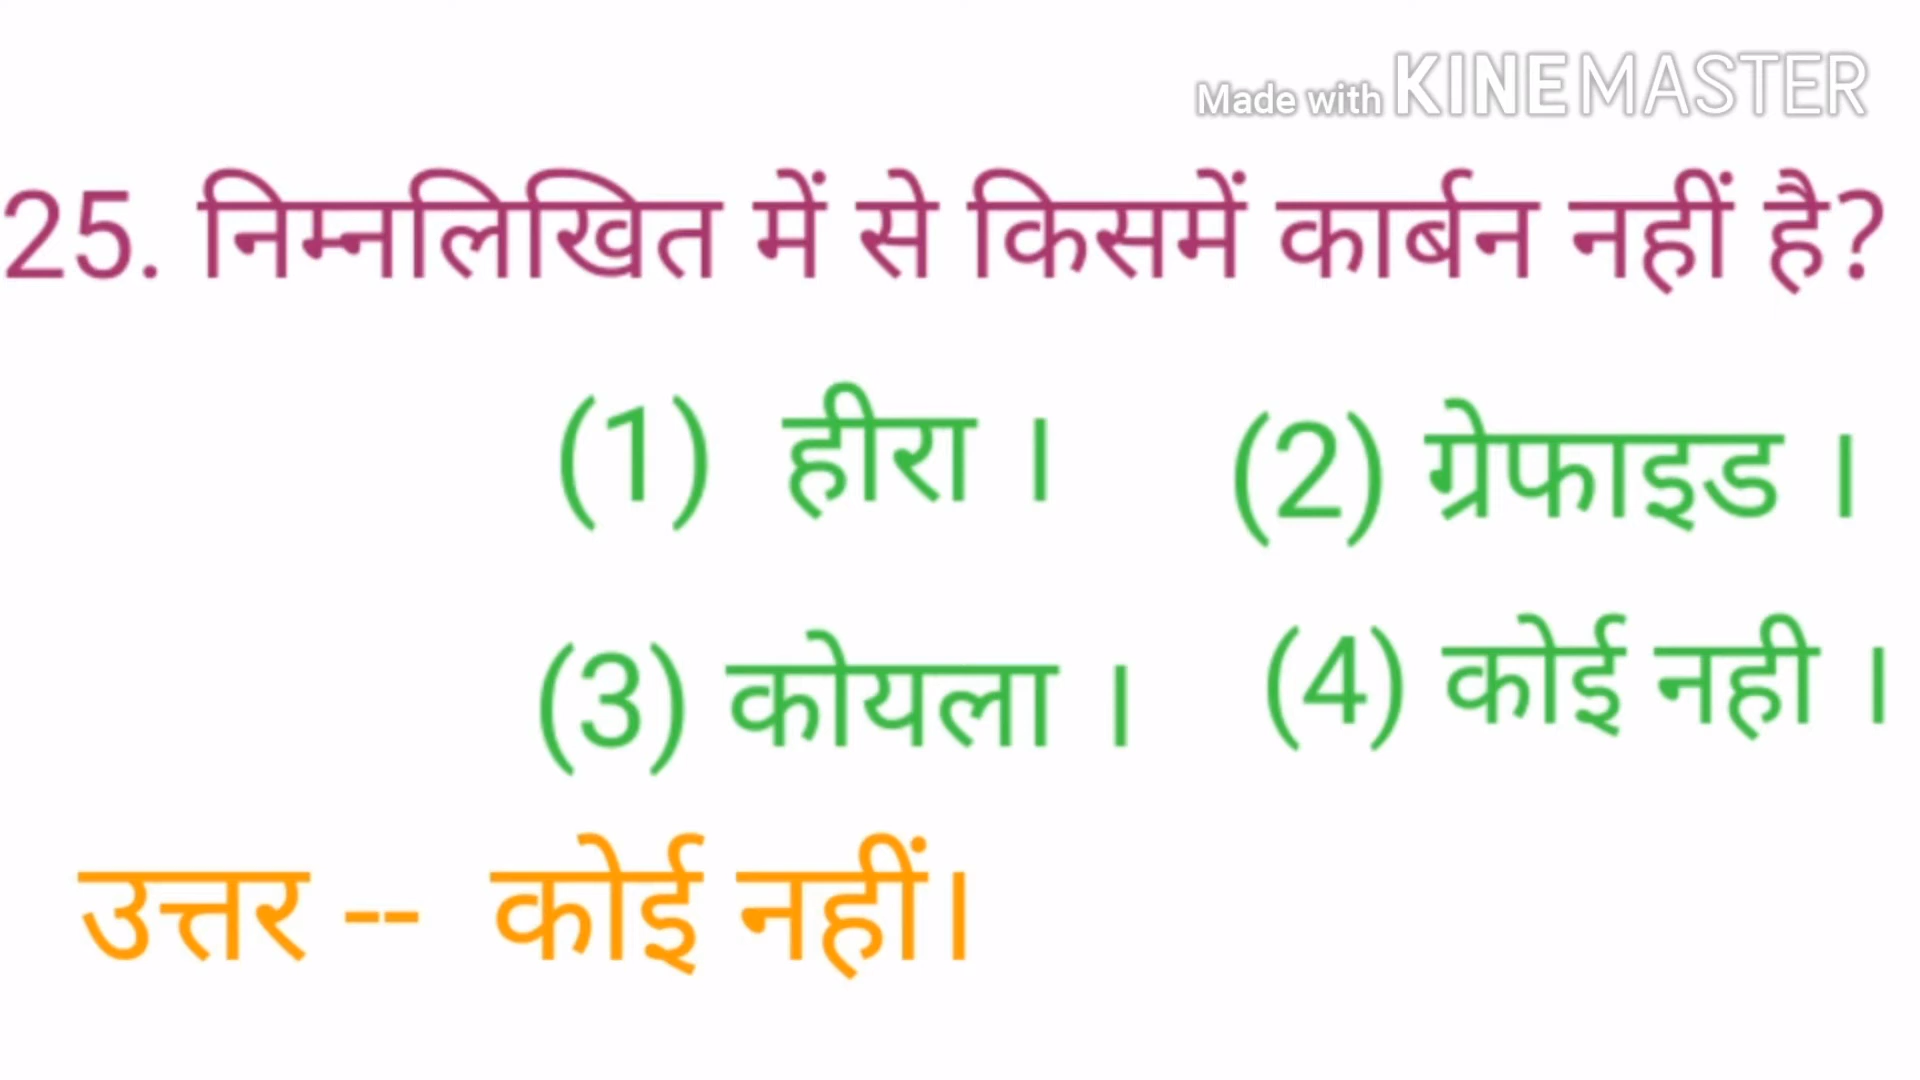 Made with KINEMASTER
25. निम्नलिखित में से किसमें कार्बन नहीं है?
(1) हीरा । (2) ग्रेफाइड ।
(3) कोयला । (4) कोई नही ।
उत्तर -- कोई नहीं।